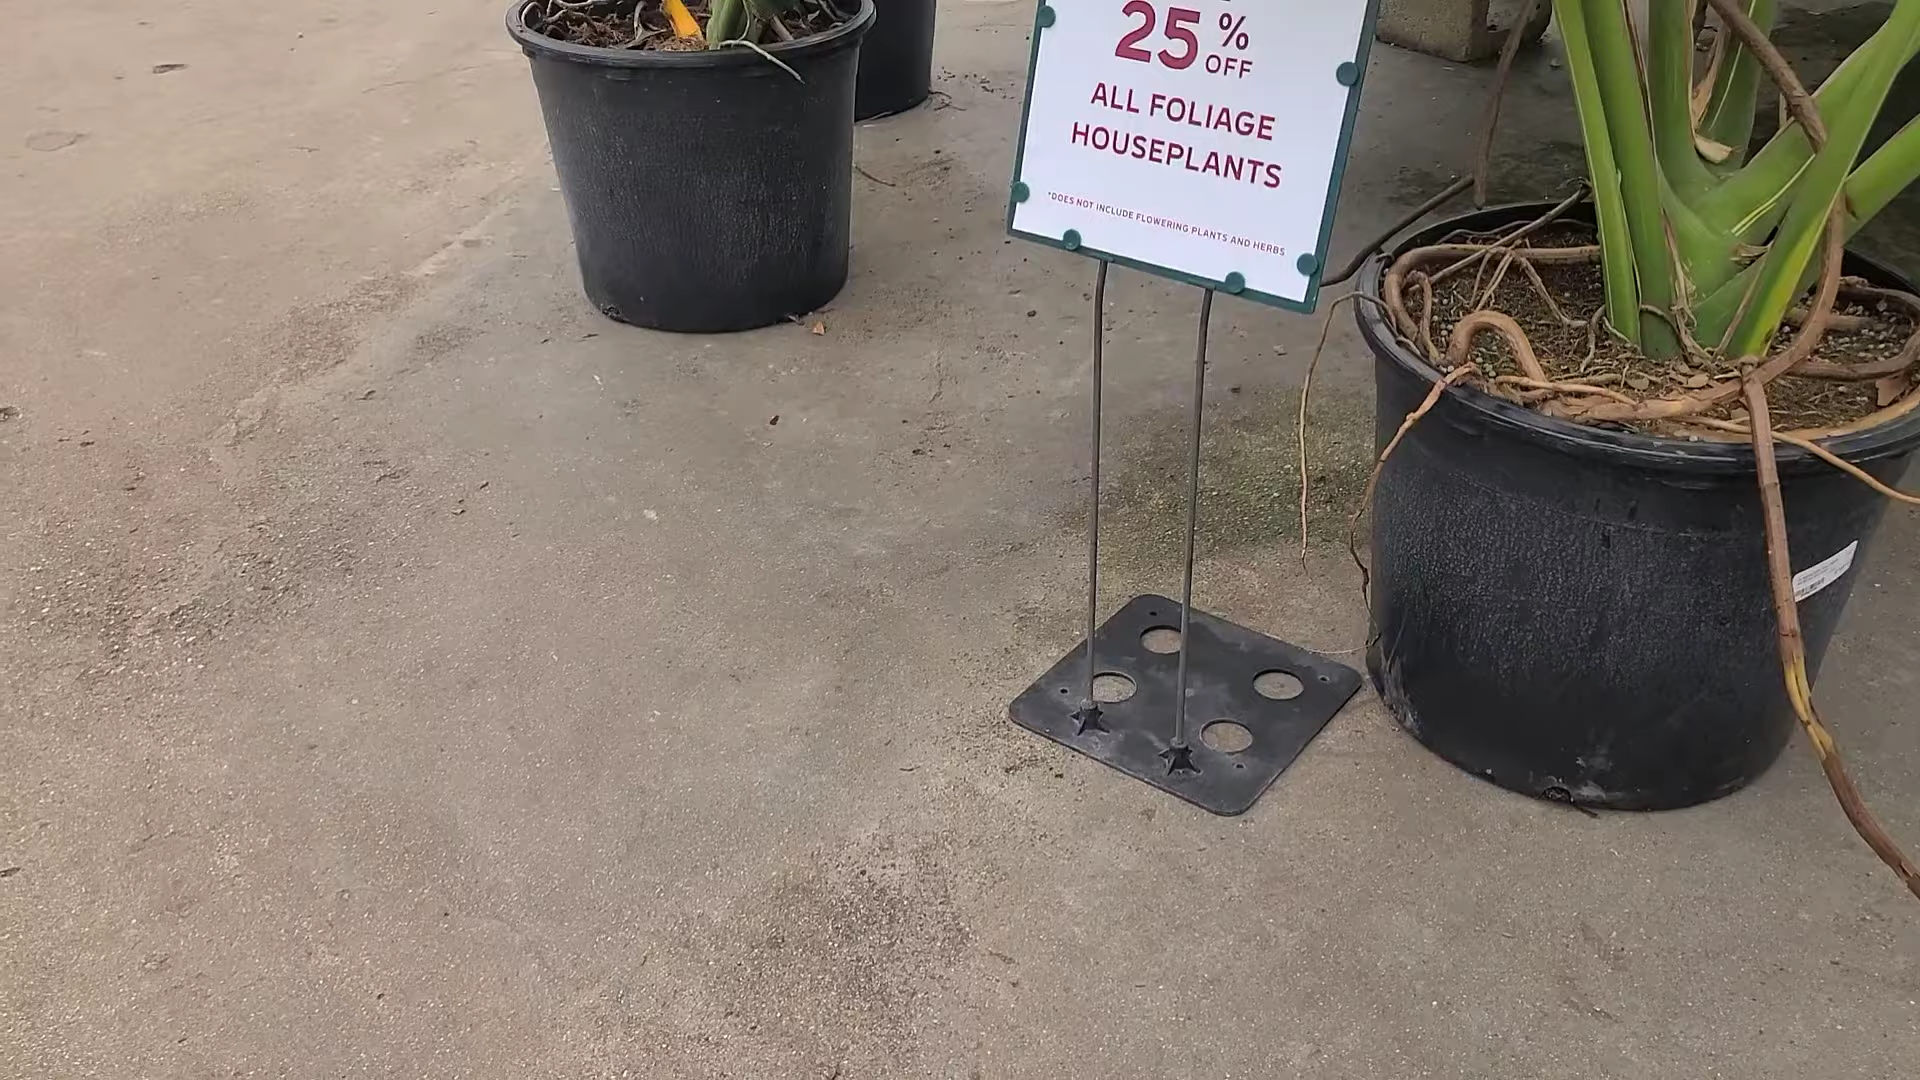 25 %
OFF
ALL FOLIAGE
HOUSEPLANTS
*DOES NOT INCLUDE FLOWERING PLANTS AND HERBS